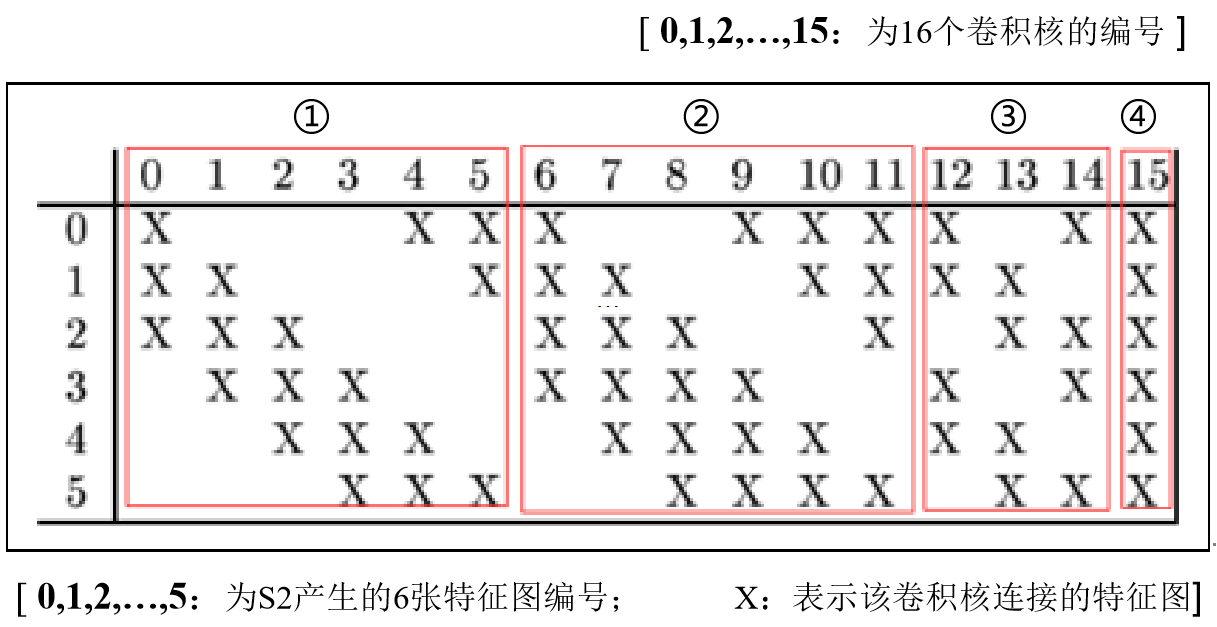 [ 0,1,2,…,15：为16个卷积核的编号 ]
① ② ③ ④
0 1 2 3 4 5 6 7 8 9 10 11 12 13 14 15
0 X X X X X X X X X X
1 X X X X X X X X X X
2 X X X X X X X X X X
3 X X X X X X X X X X
4 X X X X X X X X X X
5 X X X X X X X X X X
[ 0,1,2,…,5：为S2产生的6张特征图编号； X：表示该卷积核连接的特征图]